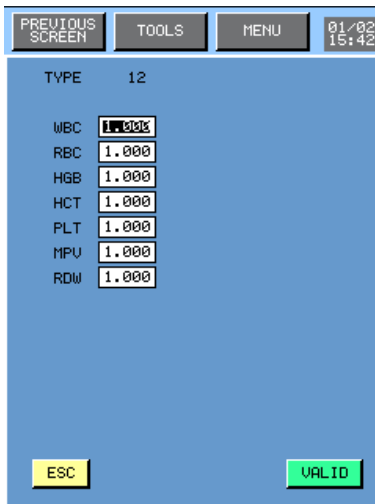 PREVIOUS SCREEN TOOLS MENU 01/02 15:42
TYPE 12
WBC 1.000
RBC 1.000
HGB 1.000
HCT 1.000
PLT 1.000
MPV 1.000
RDW 1.000
ESC VALID